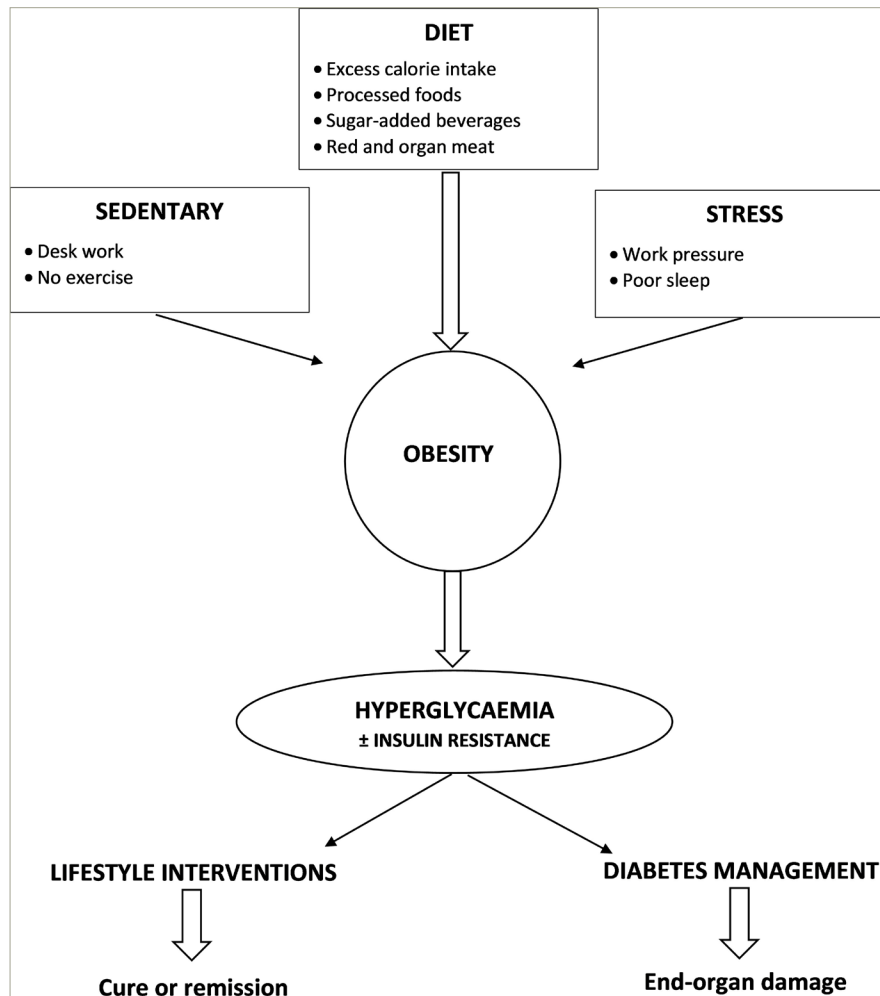 DIET
• Excess calorie intake
• Processed foods
• Sugar-added beverages
• Red and organ meat
SEDENTARY
• Desk work
• No exercise
STRESS
• Work pressure
• Poor sleep
OBESITY
HYPERGLYCAEMIA
± INSULIN RESISTANCE
LIFESTYLE INTERVENTIONS
DIABETES MANAGEMENT
Cure or remission
End-organ damage